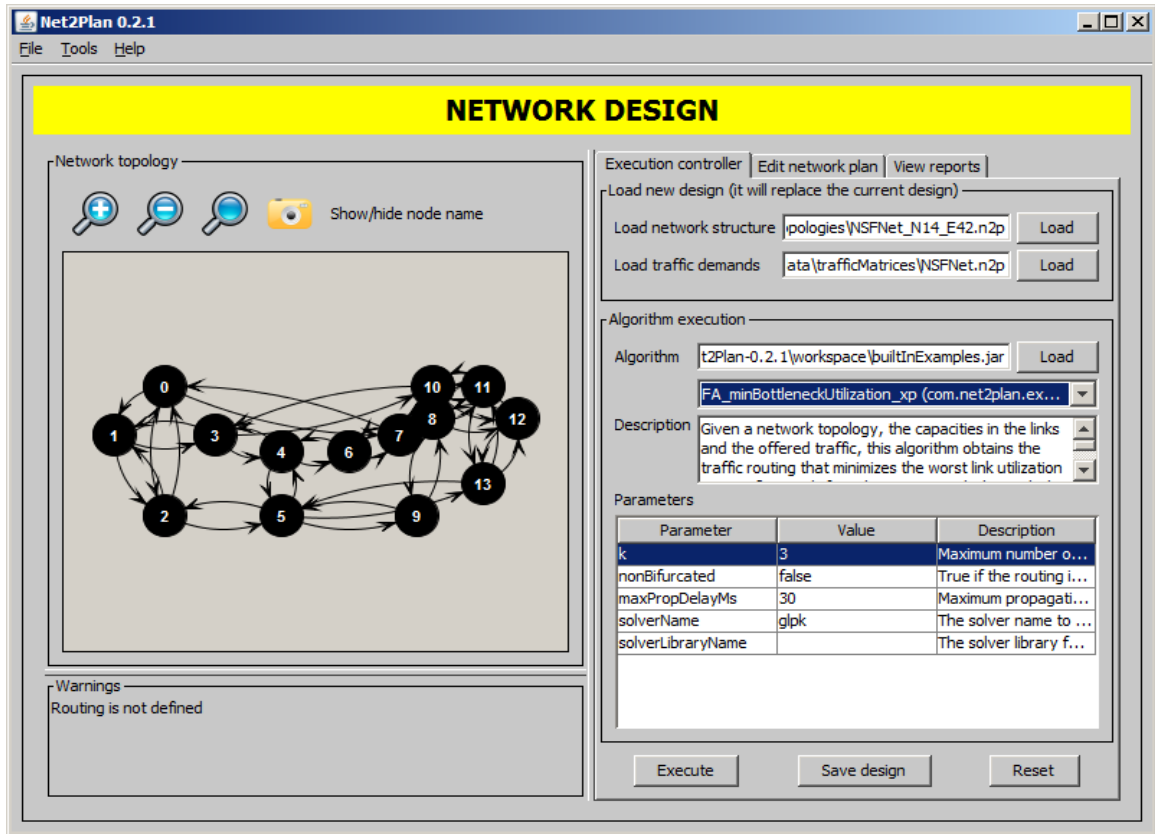 Net2Plan 0.2.1
File Tools Help
NETWORK DESIGN
Network topology
Show/hide node name
0
10
11
1
3
8
12
7
4
6
13
2
5
9
Warnings
Routing is not defined
Execution controller Edit network plan View reports
Load new design (it will replace the current design)
Load network structure pologies\NSFNet_N14_E42.n2p Load
Load traffic demands ata\trafficMatrices\NSFNet.n2p Load
Algorithm execution
Algorithm t2Plan-0.2.1\workspace\builtInExamples.jar Load
FA_minBottleneckUtilization_xp (com.net2plan.ex...
Description Given a network topology, the capacities in the links
and the offered traffic, this algorithm obtains the
traffic routing that minimizes the worst link utilization
Parameters
Parameter Value Description
k 3 Maximum number o...
nonBifurcated false True if the routing i...
maxPropDelayMs 30 Maximum propagati...
solverName glpk The solver name to ...
solverLibraryName The solver library f...
Execute Save design Reset